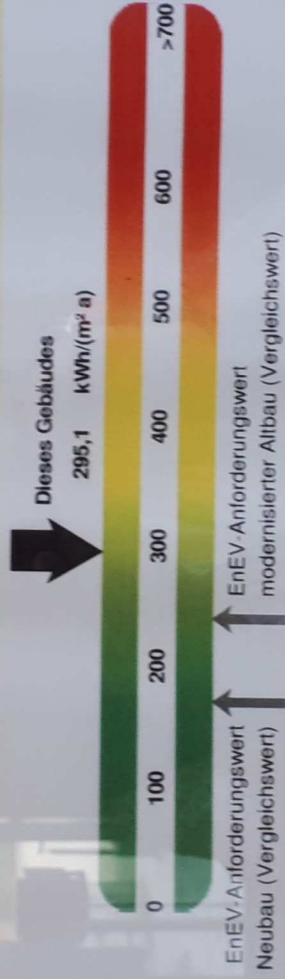 Dieses Gebäudes
295,1 kWh/(m² a)
0 100 200 300 400 500 600 >700
EnEV-Anforderungswert
Neubau (Vergleichswert)
EnEV-Anforderungswert
modernisierter Altbau (Vergleichswert)